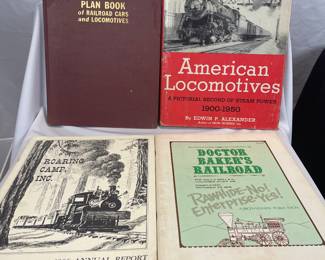 PLAN BOOK
of RAILROAD CARS
and LOCOMOTIVES
American
Locomotives
A PICTORIAL RECORD OF STEAM POWER
1900-1950
By EDWIN P. ALEXANDER
ROARING
CAMP,
INC.
ANNUAL REPORT
DOCTOR
BAKER'S
RAILROAD
RAWHIDE-No!
ENTERPRISE-Yes!